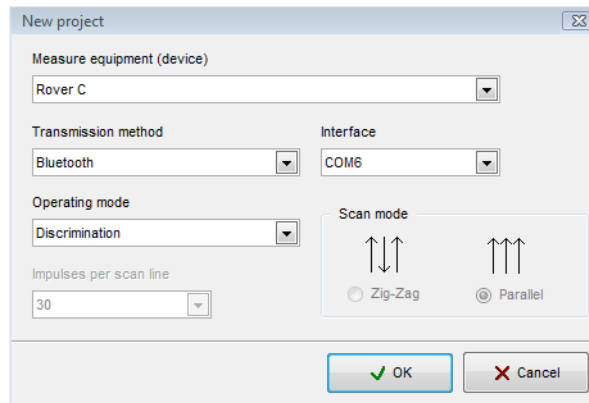 New project
Measure equipment (device)
Rover C
Transmission method
Interface
Bluetooth
COM6
Operating mode
Discrimination
Scan mode
Impulses per scan line
30
Zig-Zag
Parallel
OK
Cancel